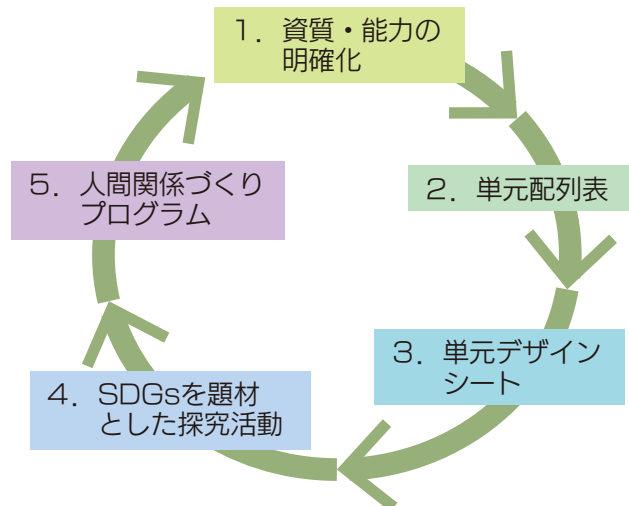 1．資質・能力の
明確化
2．単元配列表
3．単元デザイン
シート
4．SDGsを題材
とした探究活動
5．人間関係づくり
プログラム